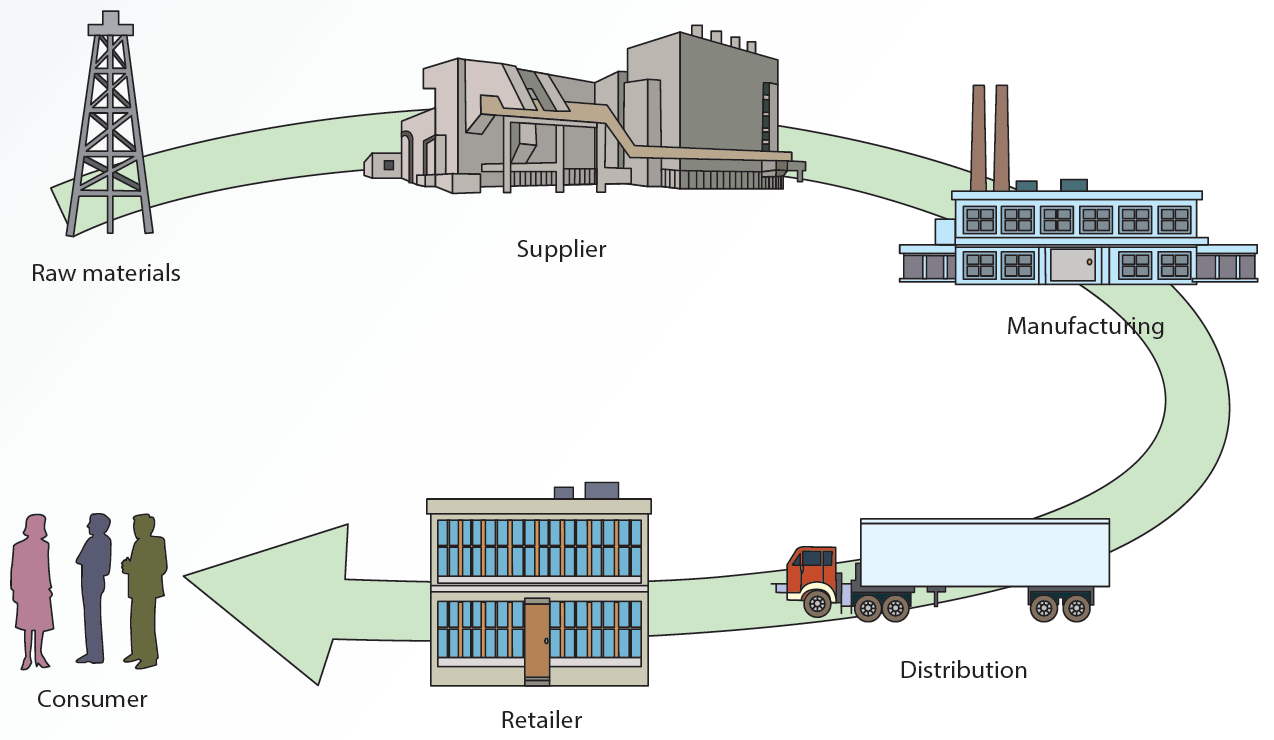 Raw materials
Supplier
Manufacturing
Distribution
Retailer
Consumer